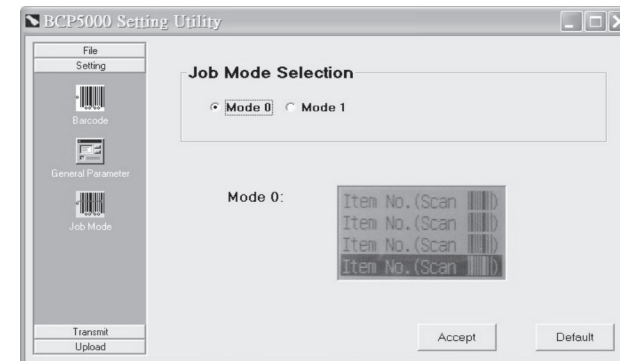 BCP5000 Setting Utility
File
Setting
Barcode
General Parameter
Job Mode
Transmit
Upload
Job Mode Selection
Mode 0 Mode 1
Mode 0:
Item No.(Scan )
Item No.(Scan )
Item No.(Scan )
Item No.(Scan )
Accept Default